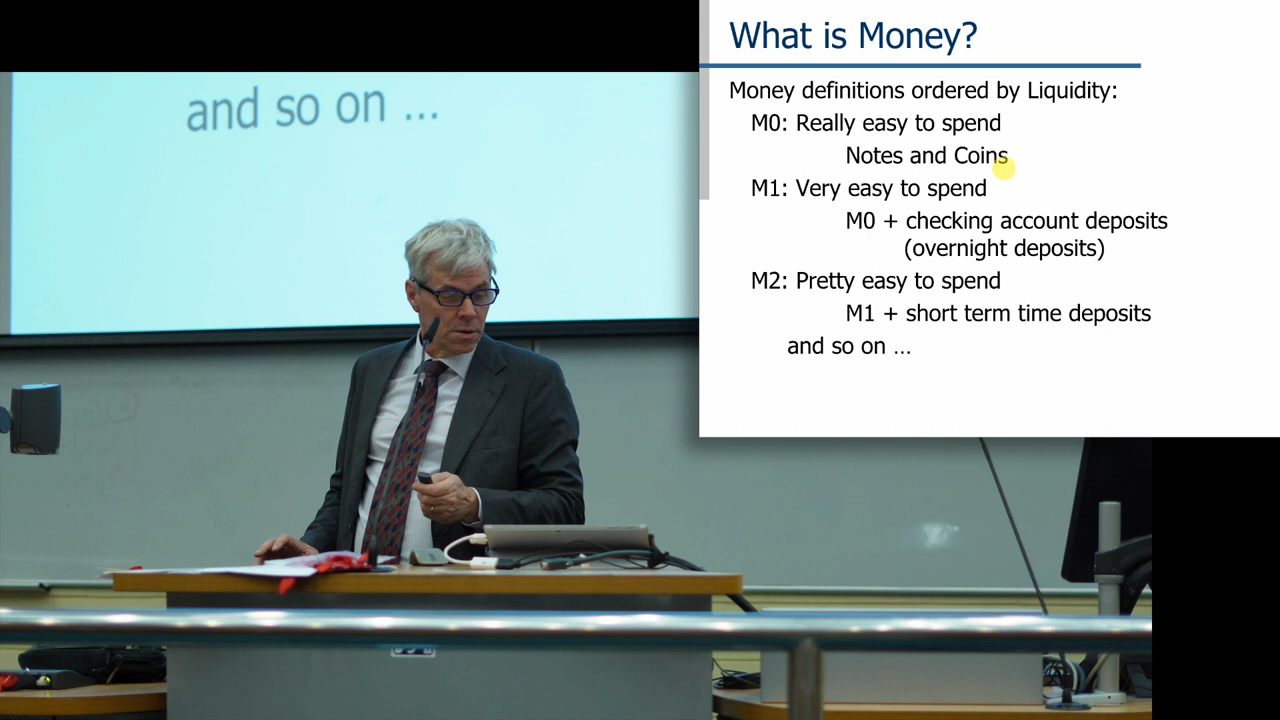 and so on ...
What is Money?
Money definitions ordered by Liquidity:
M0: Really easy to spend
Notes and Coins
M1: Very easy to spend
M0 + checking account deposits
(overnight deposits)
M2: Pretty easy to spend
M1 + short term time deposits
and so on ...